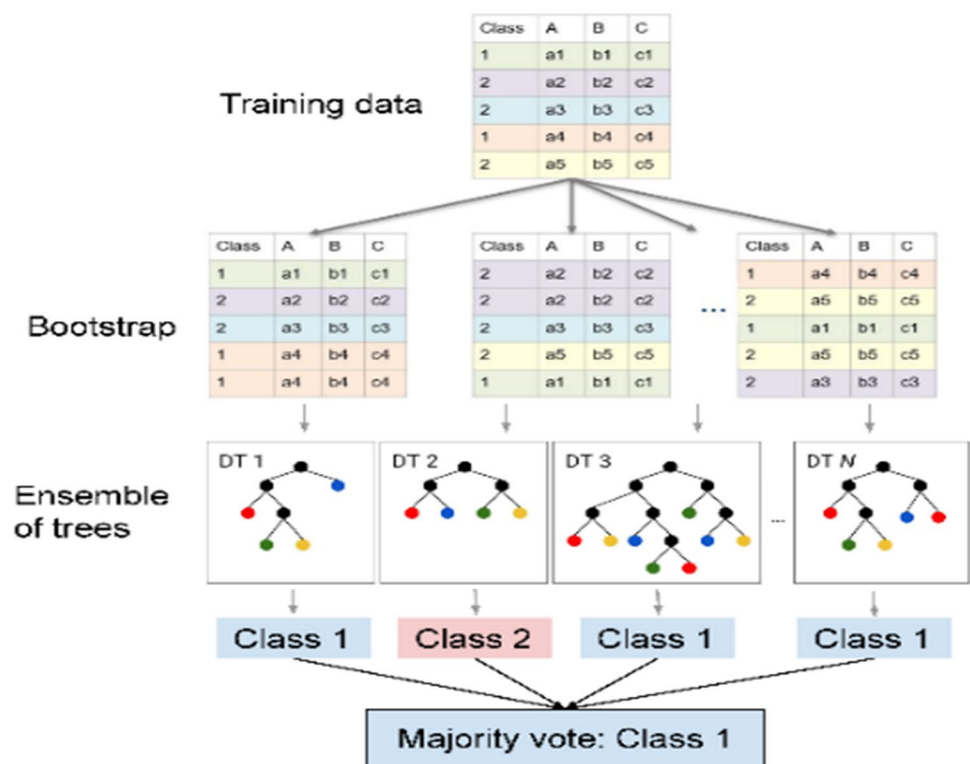 Class A B C
1 a1 b1 c1
2 a2 b2 c2
Training data
2 a3 b3 c3
1 a4 b4 c4
2 a5 b5 c5
Class A B C
1 a1 b1 c1
2 a2 b2 c2
2 a3 b3 c3
1 a4 b4 c4
1 a4 b4 c4
Class A B C
2 a2 b2 c2
2 a2 b2 c2
2 a3 b3 c3
2 a5 b5 c5
1 a1 b1 c1
...
Class A B C
1 a4 b4 c4
2 a5 b5 c5
1 a1 b1 c1
2 a5 b5 c5
2 a3 b3 c3
Bootstrap
DT 1 DT 2 DT 3 DT N
Ensemble
of trees
...
Class 1 Class 2 Class 1 Class 1
Majority vote: Class 1